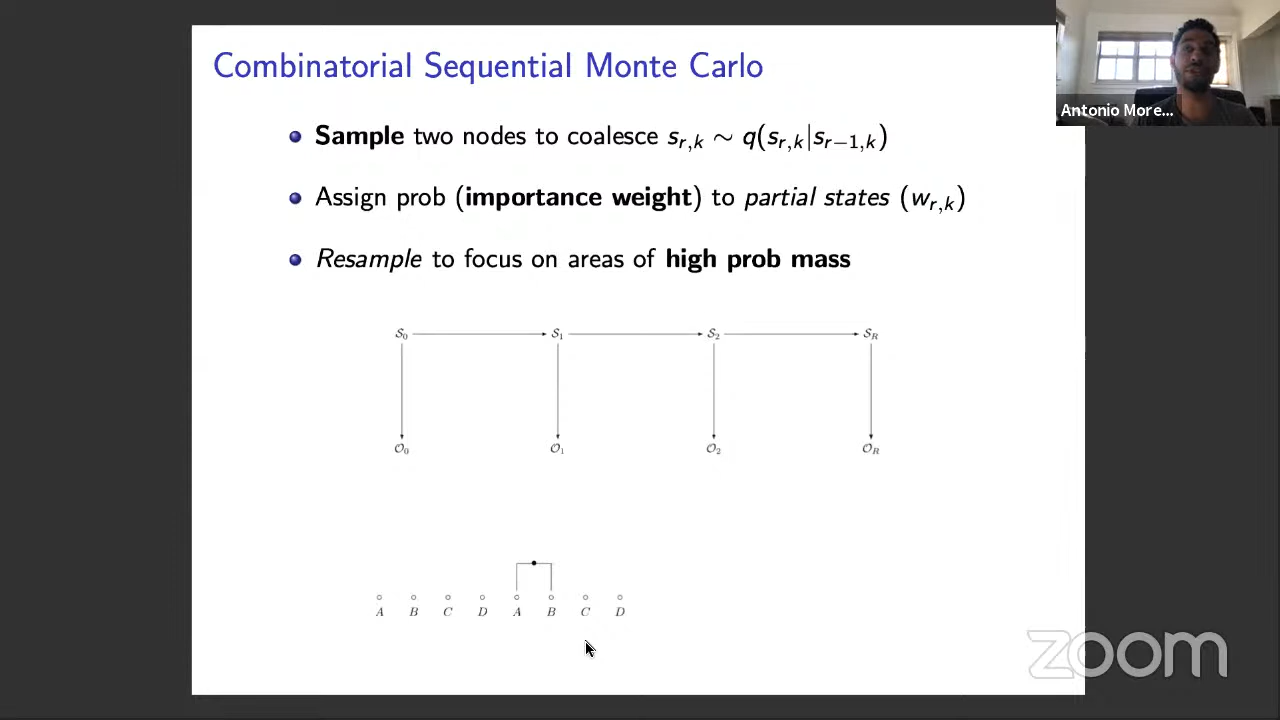 Combinatorial Sequential Monte Carlo
Antonio More...
Sample two nodes to coalesce s_{r,k} ∼ q(s_{r,k}|s_{r−1,k})
Assign prob (importance weight) to partial states (w_{r,k})
Resample to focus on areas of high prob mass
S_0 S_1 S_2 S_R
O_0 O_1 O_2 O_R
A B C D A B C D
zoom